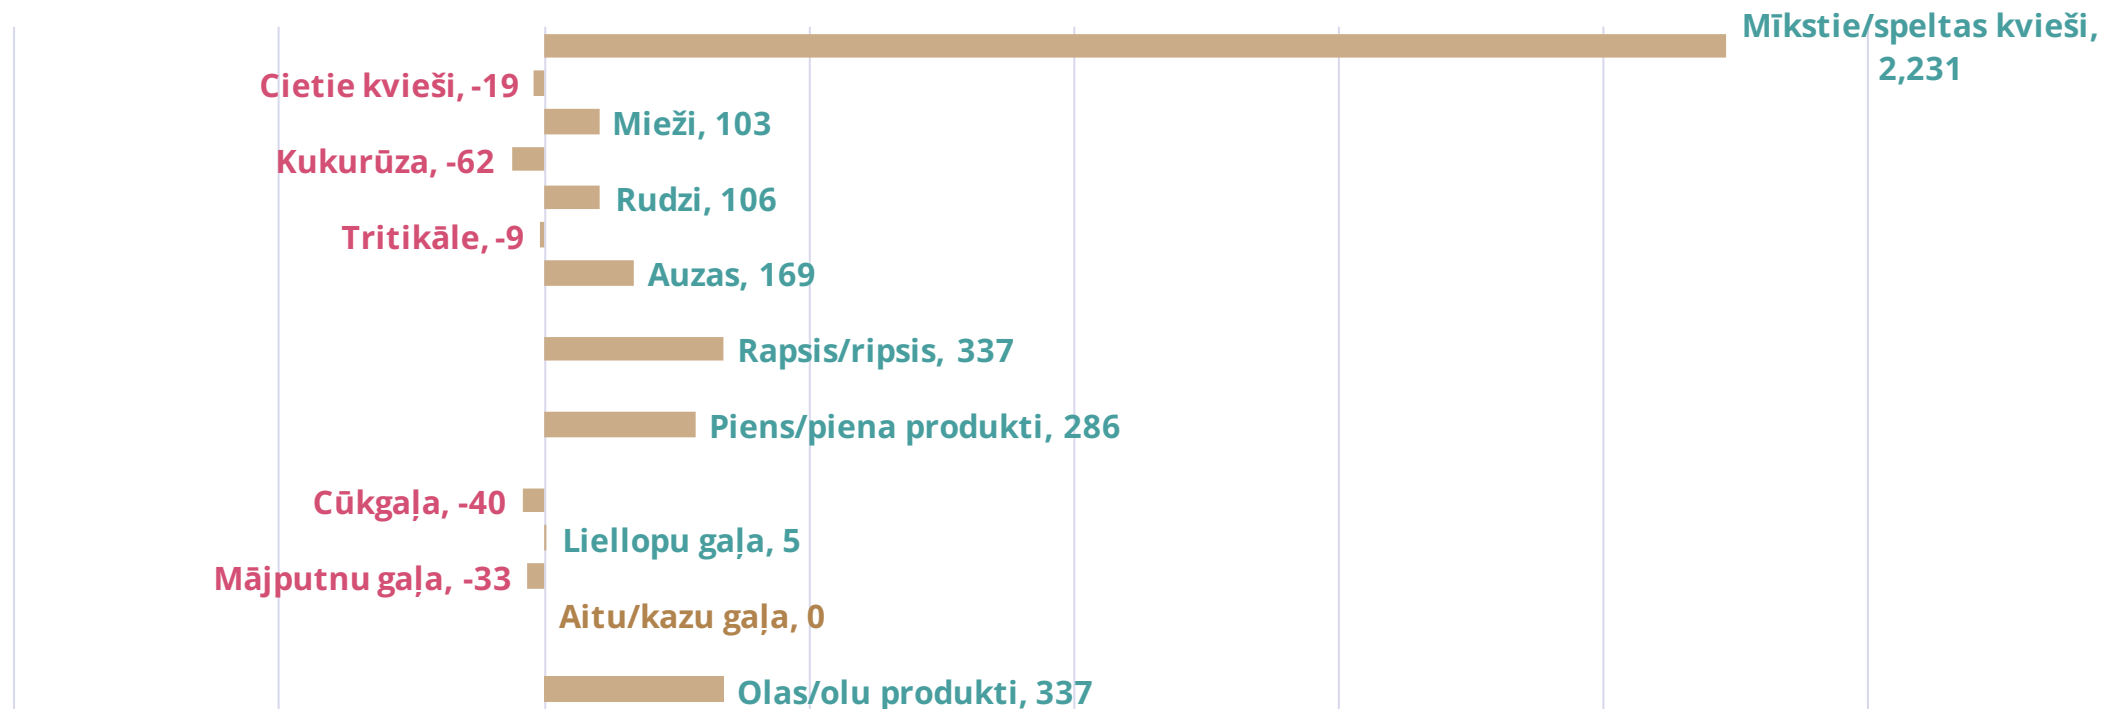 Mīkstie/speltas kvieši,
2,231
Cietie kvieši, -19
Mieži, 103
Kukurūza, -62
Rudzi, 106
Tritikāle, -9
Auzas, 169
Rapsis/ripsis, 337
Piens/piena produkti, 286
Cūkgaļa, -40
Liellopu gaļa, 5
Mājputnu gaļa, -33
Aitu/kazu gaļa, 0
Olas/olu produkti, 337